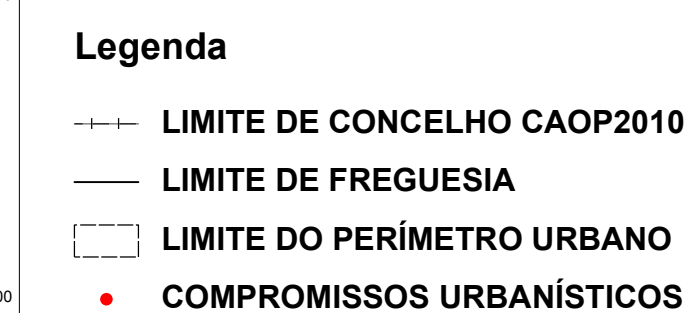 Legenda
LIMITE DE CONCELHO CAOP2010
LIMITE DE FREGUESIA
LIMITE DO PERÍMETRO URBANO
COMPROMISSOS URBANÍSTICOS